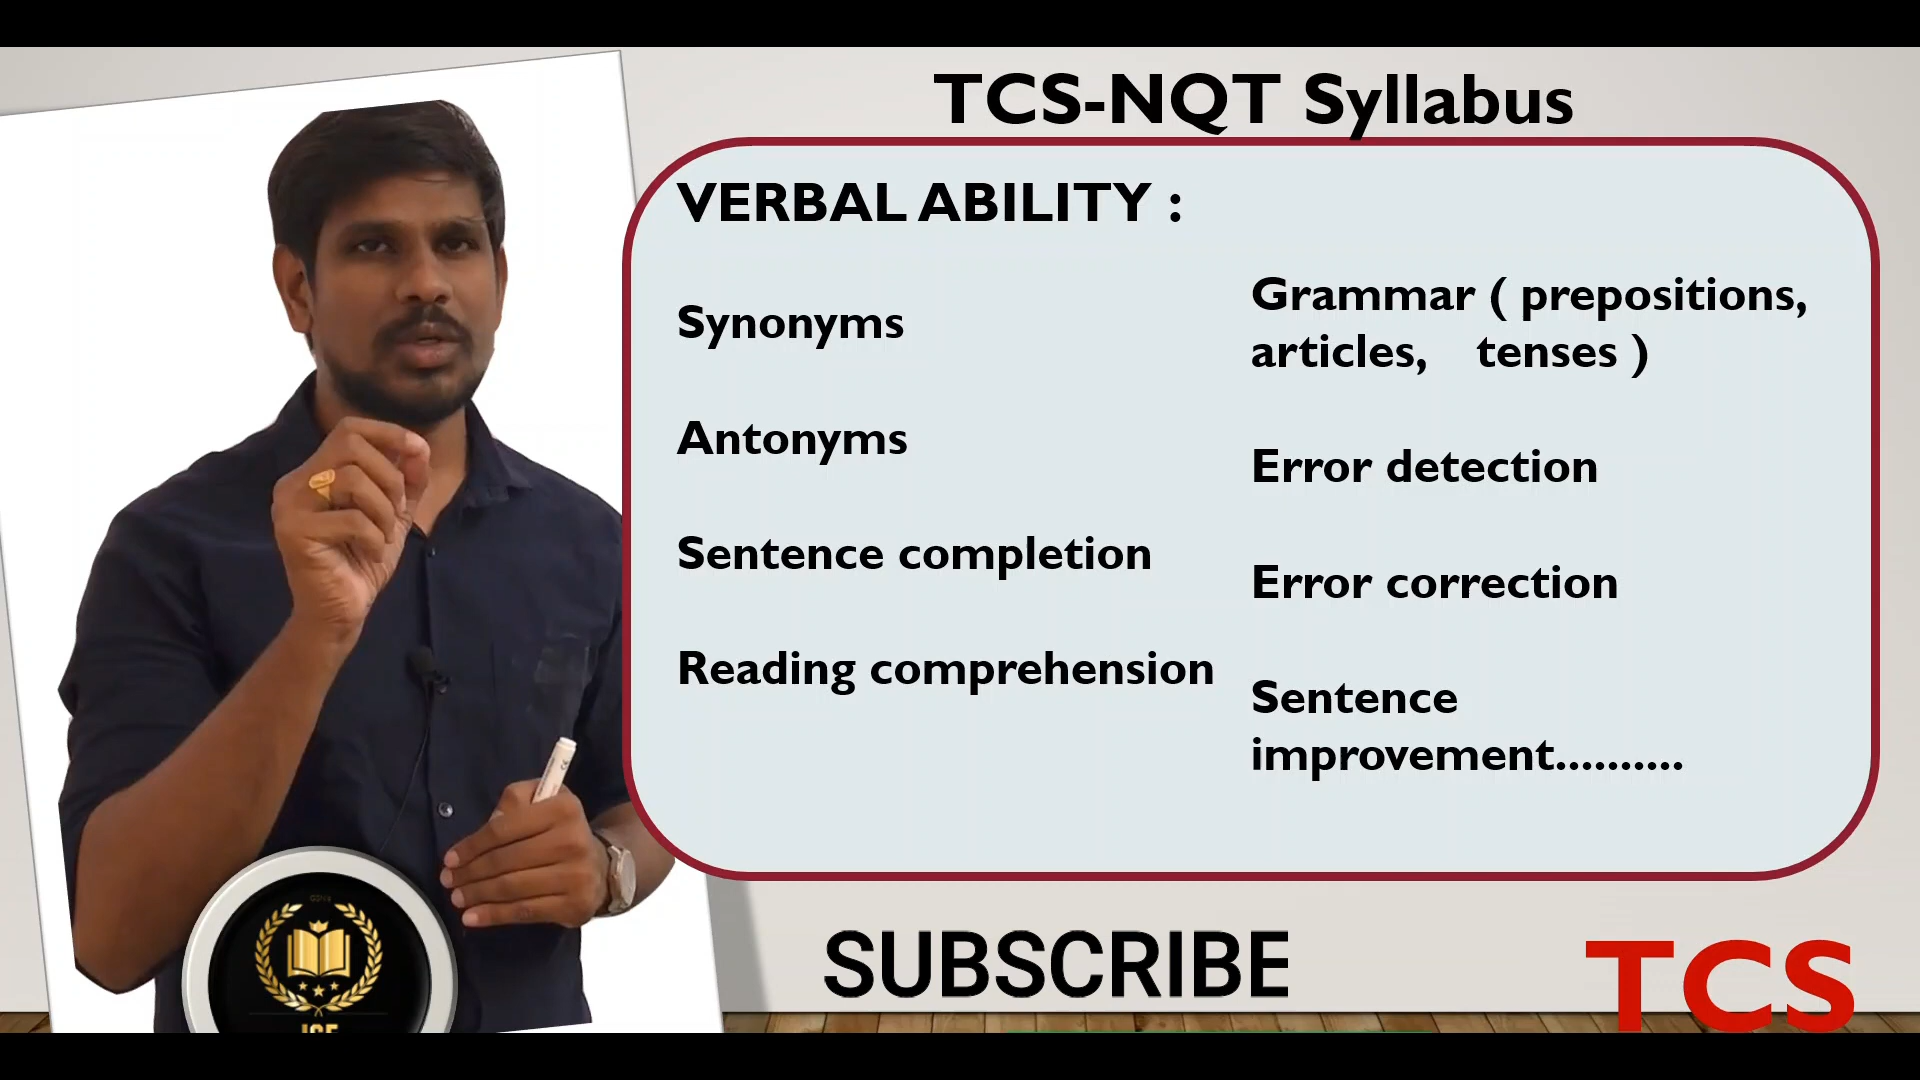 TCS-NQT Syllabus
VERBAL ABILITY :
Synonyms
Antonyms
Sentence completion
Reading comprehension
Grammar ( prepositions,
articles, tenses )
Error detection
Error correction
Sentence
improvement..........
SUBSCRIBE
TCS